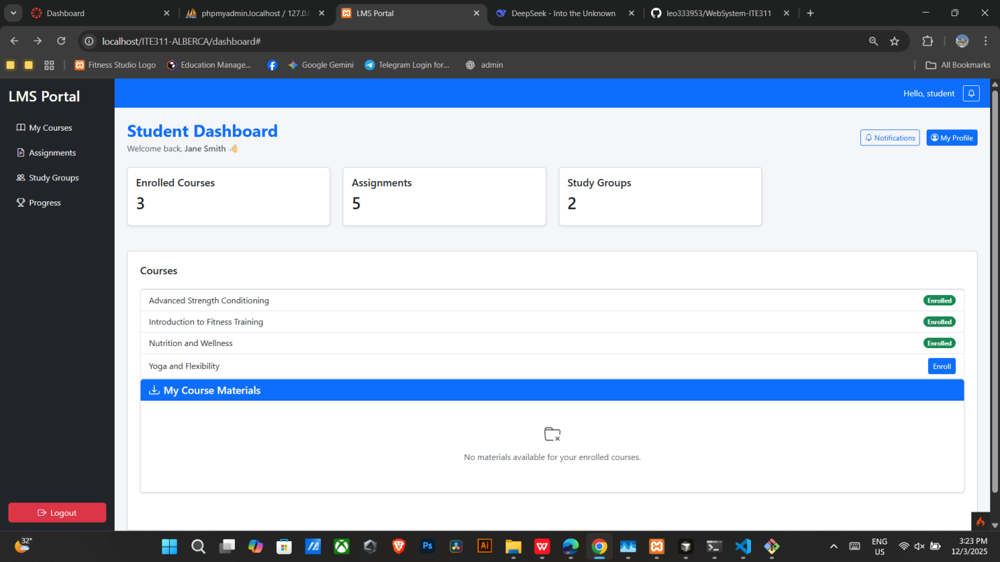 Dashboard
phpmyadmin.localhost / 127.0.0
LMS Portal
DeepSeek - Into the Unknown
leo333953/WebSystem-ITE311
localhost/ITE311-ALBERCA/dashboard#
Fitness Studio Logo
Education Manage...
Google Gemini
Telegram Login for...
admin
All Bookmarks
LMS Portal
Hello, student
My Courses
Assignments
Study Groups
Progress
Logout
Student Dashboard
Welcome back, Jane Smith 👋
Notifications
My Profile
Enrolled Courses
3
Assignments
5
Study Groups
2
Courses
Advanced Strength Conditioning Enrolled
Introduction to Fitness Training Enrolled
Nutrition and Wellness Enrolled
Yoga and Flexibility Enroll
My Course Materials
No materials available for your enrolled courses.
32°
Ps
Ai
W
ENG
US
3:23 PM
12/3/2025